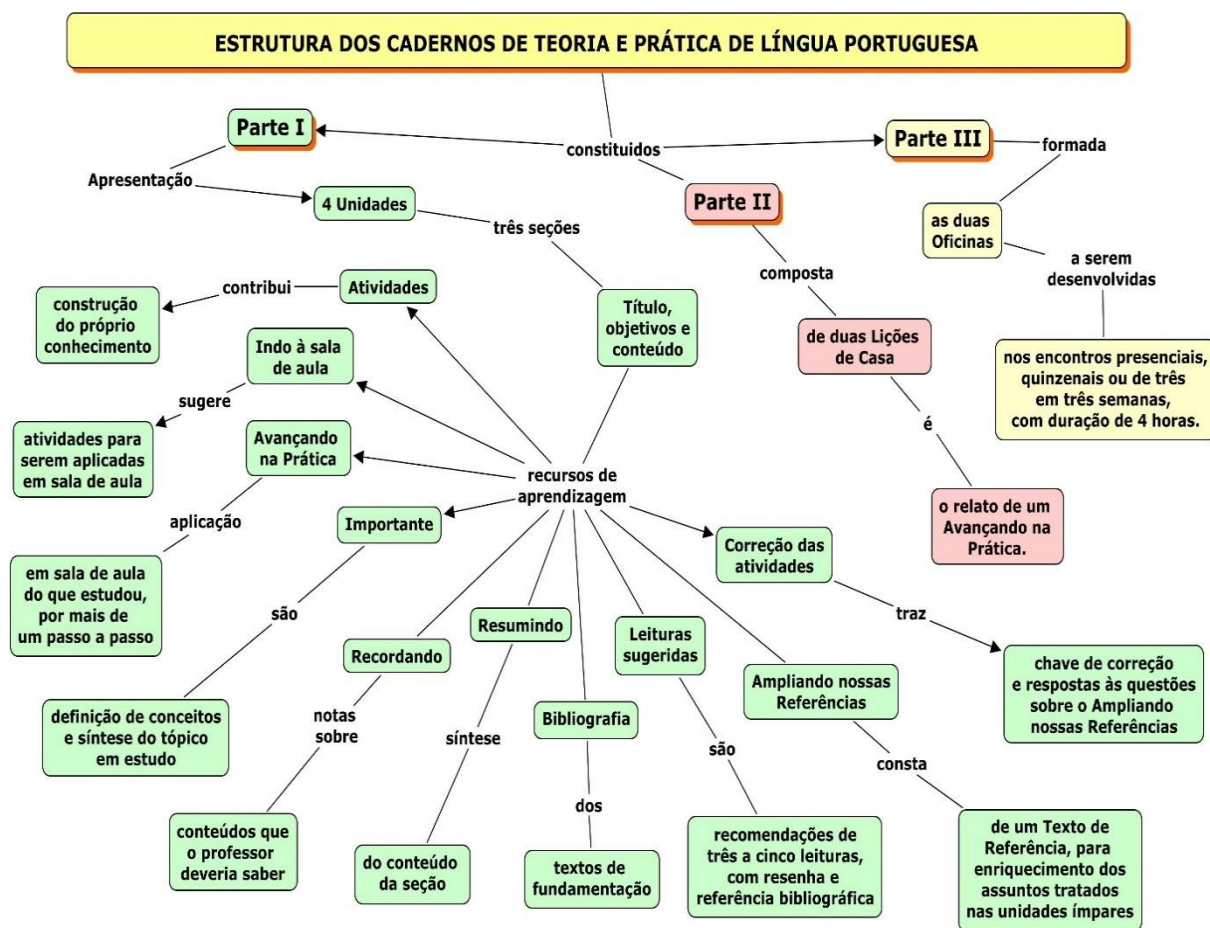 ESTRUTURA DOS CADERNOS DE TEORIA E PRÁTICA DE LÍNGUA PORTUGUESA
Parte I
constituidos
Parte III
formada
Apresentação
4 Unidades
três seções
Parte II
as duas
Oficinas
a serem
desenvolvidas
composta
contribui
Atividades
construção
do próprio
conhecimento
Título,
objetivos e
conteúdo
de duas Lições
de Casa
nos encontros presenciais,
quinzenais ou de três
em três semanas,
com duração de 4 horas.
Indo à sala
de aula
sugere
atividades para
serem aplicadas
em sala de aula
é
Avançando
na Prática
recursos de
aprendizagem
o relato de um
Avançando na
Prática.
aplicação
Importante
Correção das
atividades
em sala de aula
do que estudou,
por mais de
um passo a passo
são
traz
Recordando
Resumindo
Leituras
sugeridas
Ampliando nossas
Referências
chave de correção
e respostas às questões
sobre o Ampliando
nossas Referências
definição de conceitos
e síntese do tópico
em estudo
notas
sobre
síntese
Bibliografia
são
consta
conteúdos que
o professor
deveria saber
do conteúdo
da seção
dos
textos de
fundamentação
recomendações de
três a cinco leituras,
com resenha e
referência bibliográfica
de um Texto de
Referência, para
enriquecimento dos
assuntos tratados
nas unidades ímpares